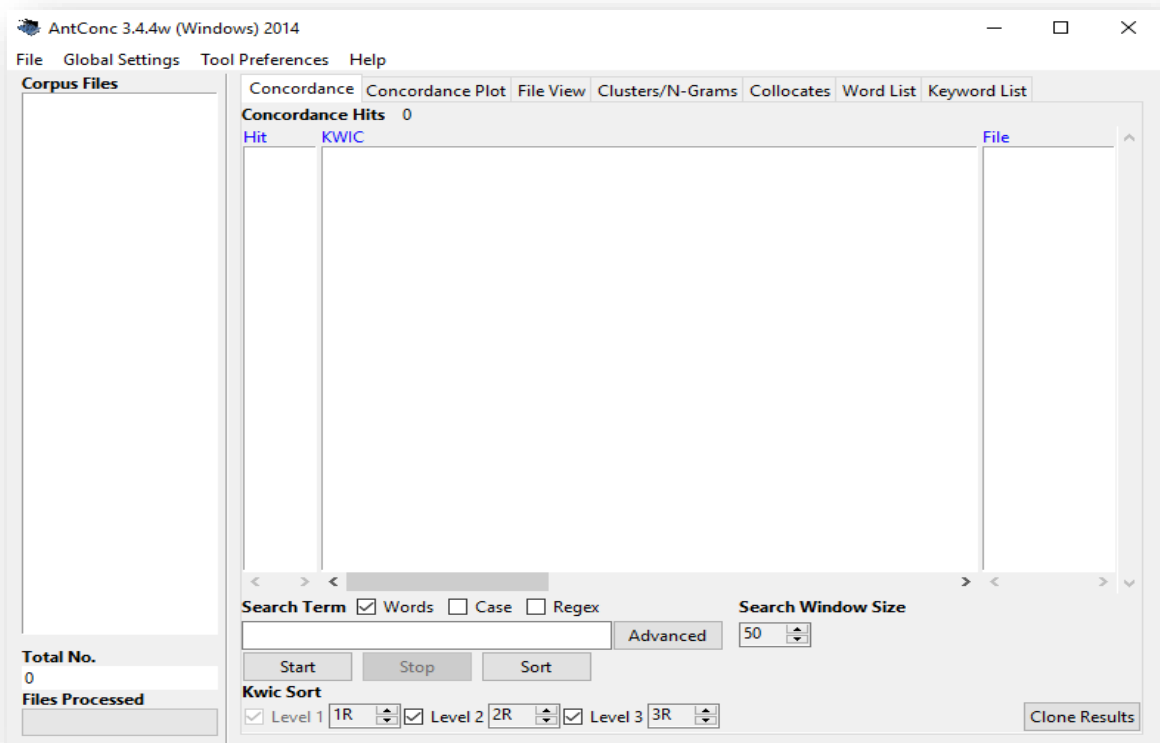 AntConc 3.4.4w (Windows) 2014
File Global Settings Tool Preferences Help
Corpus Files
Concordance Concordance Plot File View Clusters/N-Grams Collocates Word List Keyword List
Concordance Hits 0
Hit KWIC File
Search Term Words Case Regex Search Window Size
Advanced 50
Start Stop Sort
Total No.
0
Files Processed
Kwic Sort
Level 1 1R Level 2 2R Level 3 3R Clone Results